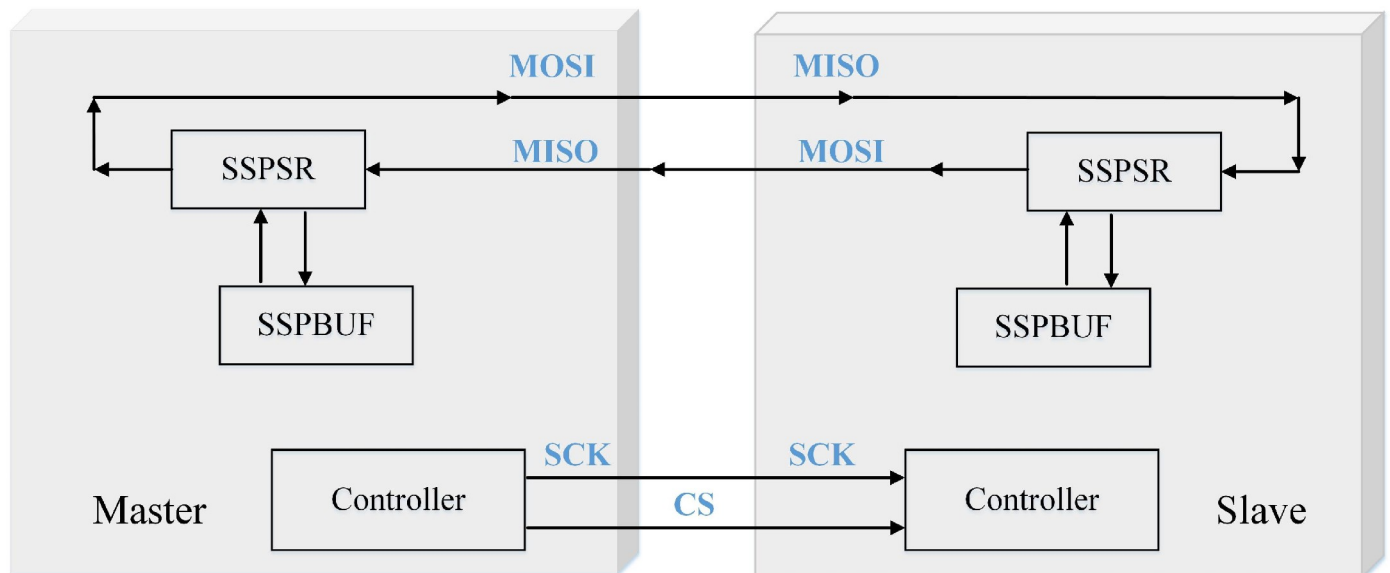 MOSI MISO
SSPSR MISO MOSI SSPSR
SSPBUF SSPBUF
SCK SCK
Master Controller CS Controller Slave